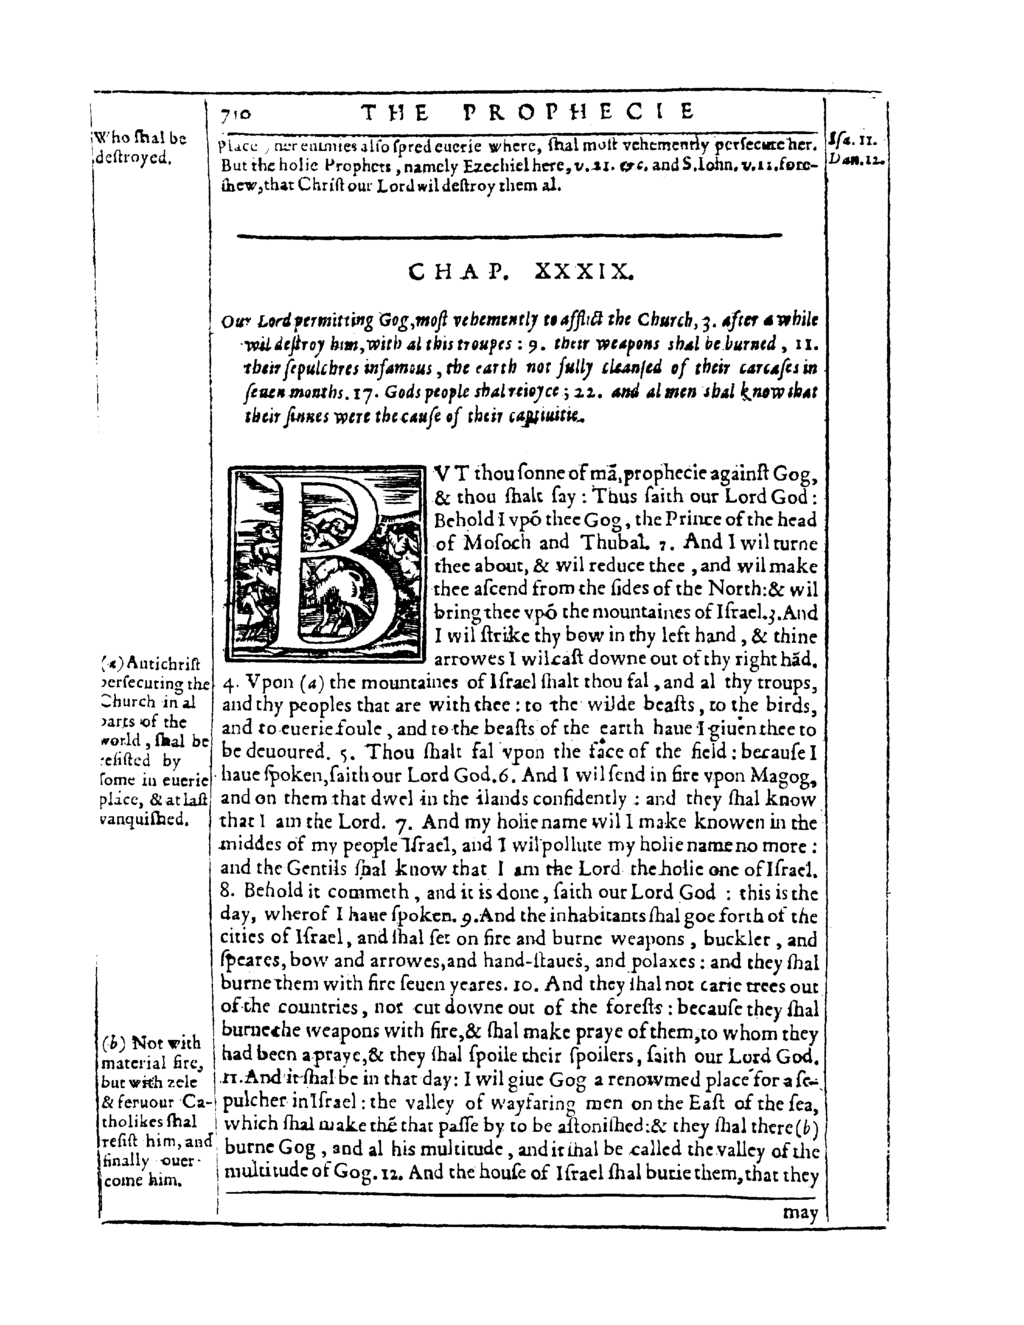 710 THE PROPHECIE
Who ſhal be
deſtroyed.
place, her enimies alſo ſpred euerie where, ſhal moſt vehemently perſecute her.
But the holie Prophets, namely Ezechiel here, v.21. &c. and S.Iohn. v.11.fore-
ſhew,that Chriſt our Lord wil deſtroy them al.
Iſa. 11.
Dan.12.
CHAP. XXXIX.
Our Lord permitting Gog,moſt vehemently to afflict the Church, 3. after a while
wil deſtroy him,with al his troupes : 9. their weapons shal be burned , 11.
their ſepulchres infamous , the earth not fully cleanſed of their carcaſes in
ſeuen months. 17. Gods people shal reioyce ; 22. and al men shal know that
their ſinnes were the cauſe of their captiuitie.
BVT thou ſonne of mā,prophecie againſt Gog,
& thou ſhalt ſay : Thus ſaith our Lord God :
Behold I vpō thee Gog , the Prince of the head
of Moſoch and Thubal. 2. And I wil turne
thee about, & wil reduce thee , and wil make
thee aſcend from the ſides of the North:& wil
bring thee vpō the mountaines of Iſrael.3.And
I wil ſtrike thy bow in thy left hand , & thine
arrowes I wil caſt downe out of thy right hād.
4. Vpon (a) the mountaines of Iſrael ſhalt thou fal , and al thy troups,
and thy peoples that are with thee : to the wilde beaſts , to the birds,
and to euerie foule , and to the beaſts of the earth haue I giuen thee to
be deuoured. 5. Thou ſhalt fal vpon the face of the field : becauſe I
haue ſpoken,ſaith our Lord God.6. And I wil ſend in fire vpon Magog,
and on them that dwel in the ilands confidently : and they ſhal know
that I am the Lord. 7. And my holie name wil I make knowen in the
middes of my people Iſrael, and I wil pollute my holie name no more :
and the Gentils ſhal know that I am the Lord the holie one of Iſrael.
8. Behold it commeth , and it is done , ſaith our Lord God : this is the
day, wherof I haue ſpoken. 9.And the inhabitants ſhal goe forth of the
cities of Iſrael , and ſhal ſet on fire and burne weapons , buckler , and
ſpeares, bow and arrowes,and hand-ſtaues, and polaxes : and they ſhal
burne them with fire ſeuen yeares. 10. And they ſhal not carie trees out
of the countries , not cut downe out of the foreſts : becauſe they ſhal
burne the weapons with fire,& ſhal make praye of them,to whom they
had been a praye,& they ſhal ſpoile their ſpoilers, ſaith our Lord God.
11.And it ſhal be in that day: I wil giue Gog a renowmed place for a ſe-
pulcher in Iſrael : the valley of wayfaring men on the Eaſt of the ſea,
which ſhal make thē that paſſe by to be aſtoniſhed:& they ſhal there (b)
burne Gog , and al his multitude , and it ſhal be called the valley of the
multitude of Gog. 12. And the houſe of Iſrael ſhal burie them, that they
(a) Antichriſt
perſecuting the
Church in al
parts of the
world , ſhal be
reſiſted by
ſome in euerie
place, & at laſt
vanquiſhed.
(b) Not with
material fire,
but with zele
& feruour Ca-
tholikes ſhal
reſiſt him, and
finally ouer-
come him.
may